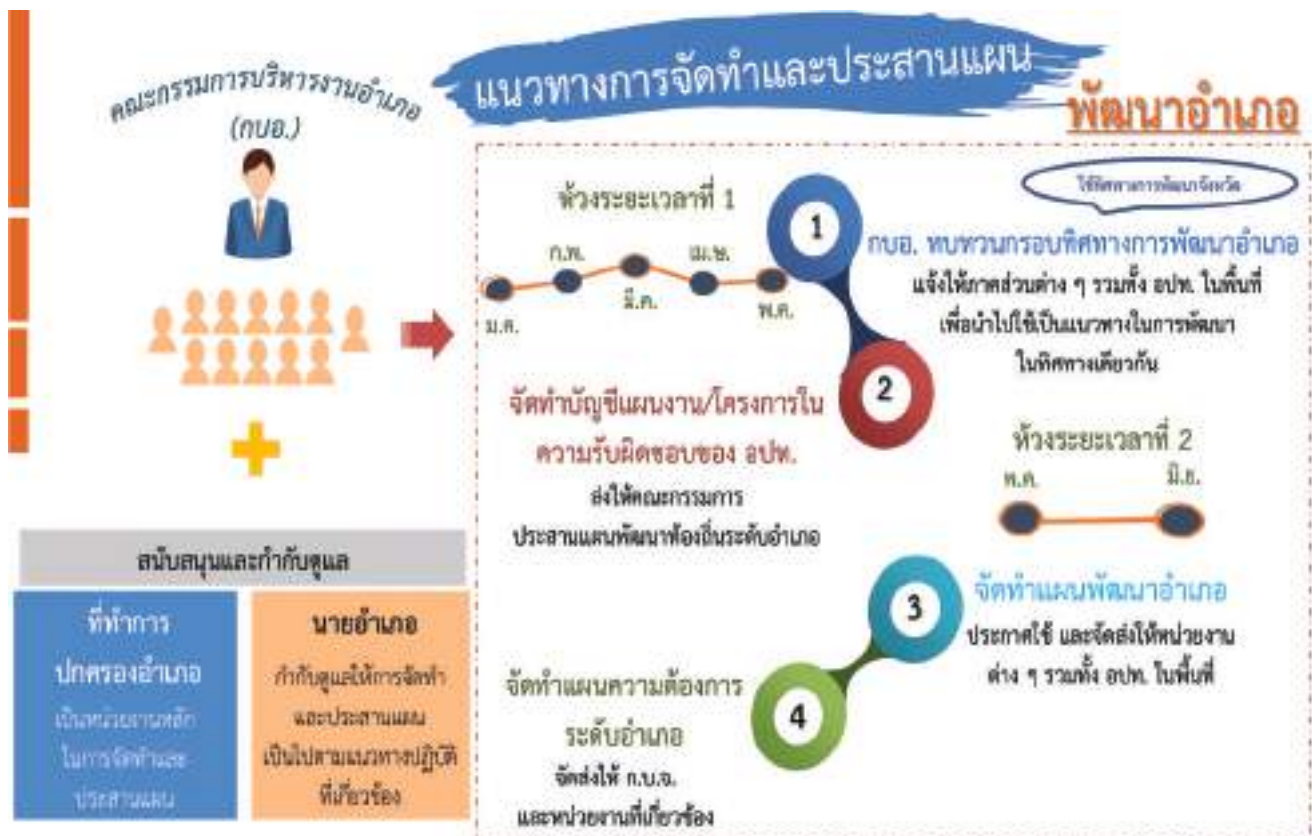 คณะกรรมการบริหารงานอำเภอ
(กบอ.)
แนวทางการจัดทำและประสานแผน
พัฒนาอำเภอ
ใช้ทิศทางการพัฒนาจังหวัด
ห้วงระยะเวลาที่ 1
ม.ค.
ก.พ.
มี.ค.
เม.ษ.
พ.ค.
1
กบอ. ทบทวนกรอบทิศทางการพัฒนาอำเภอ
แจ้งให้ภาคส่วนต่าง ๆ รวมทั้ง อปท. ในพื้นที่
เพื่อนำไปใช้เป็นแนวทางในการพัฒนา
ในทิศทางเดียวกัน
2
จัดทำบัญชีแผนงาน/โครงการใน
ความรับผิดชอบของ อปท.
ส่งให้คณะกรรมการ
ประสานแผนพัฒนาท้องถิ่นระดับอำเภอ
ห้วงระยะเวลาที่ 2
พ.ค.
มิ.ย.
3
จัดทำแผนพัฒนาอำเภอ
ประกาศใช้ และจัดส่งให้หน่วยงาน
ต่าง ๆ รวมทั้ง อปท. ในพื้นที่
4
จัดทำแผนความต้องการ
ระดับอำเภอ
จัดส่งให้ ก.บ.จ.
และหน่วยงานที่เกี่ยวข้อง
สนับสนุนและกำกับดูแล
ที่ทำการ
ปกครองอำเภอ
เป็นหน่วยงานหลัก
ในการจัดทำและ
ประสานแผน
นายอำเภอ
กำกับดูแลให้การจัดทำ
และประสานแผน
เป็นไปตามแนวทางปฏิบัติ
ที่เกี่ยวข้อง